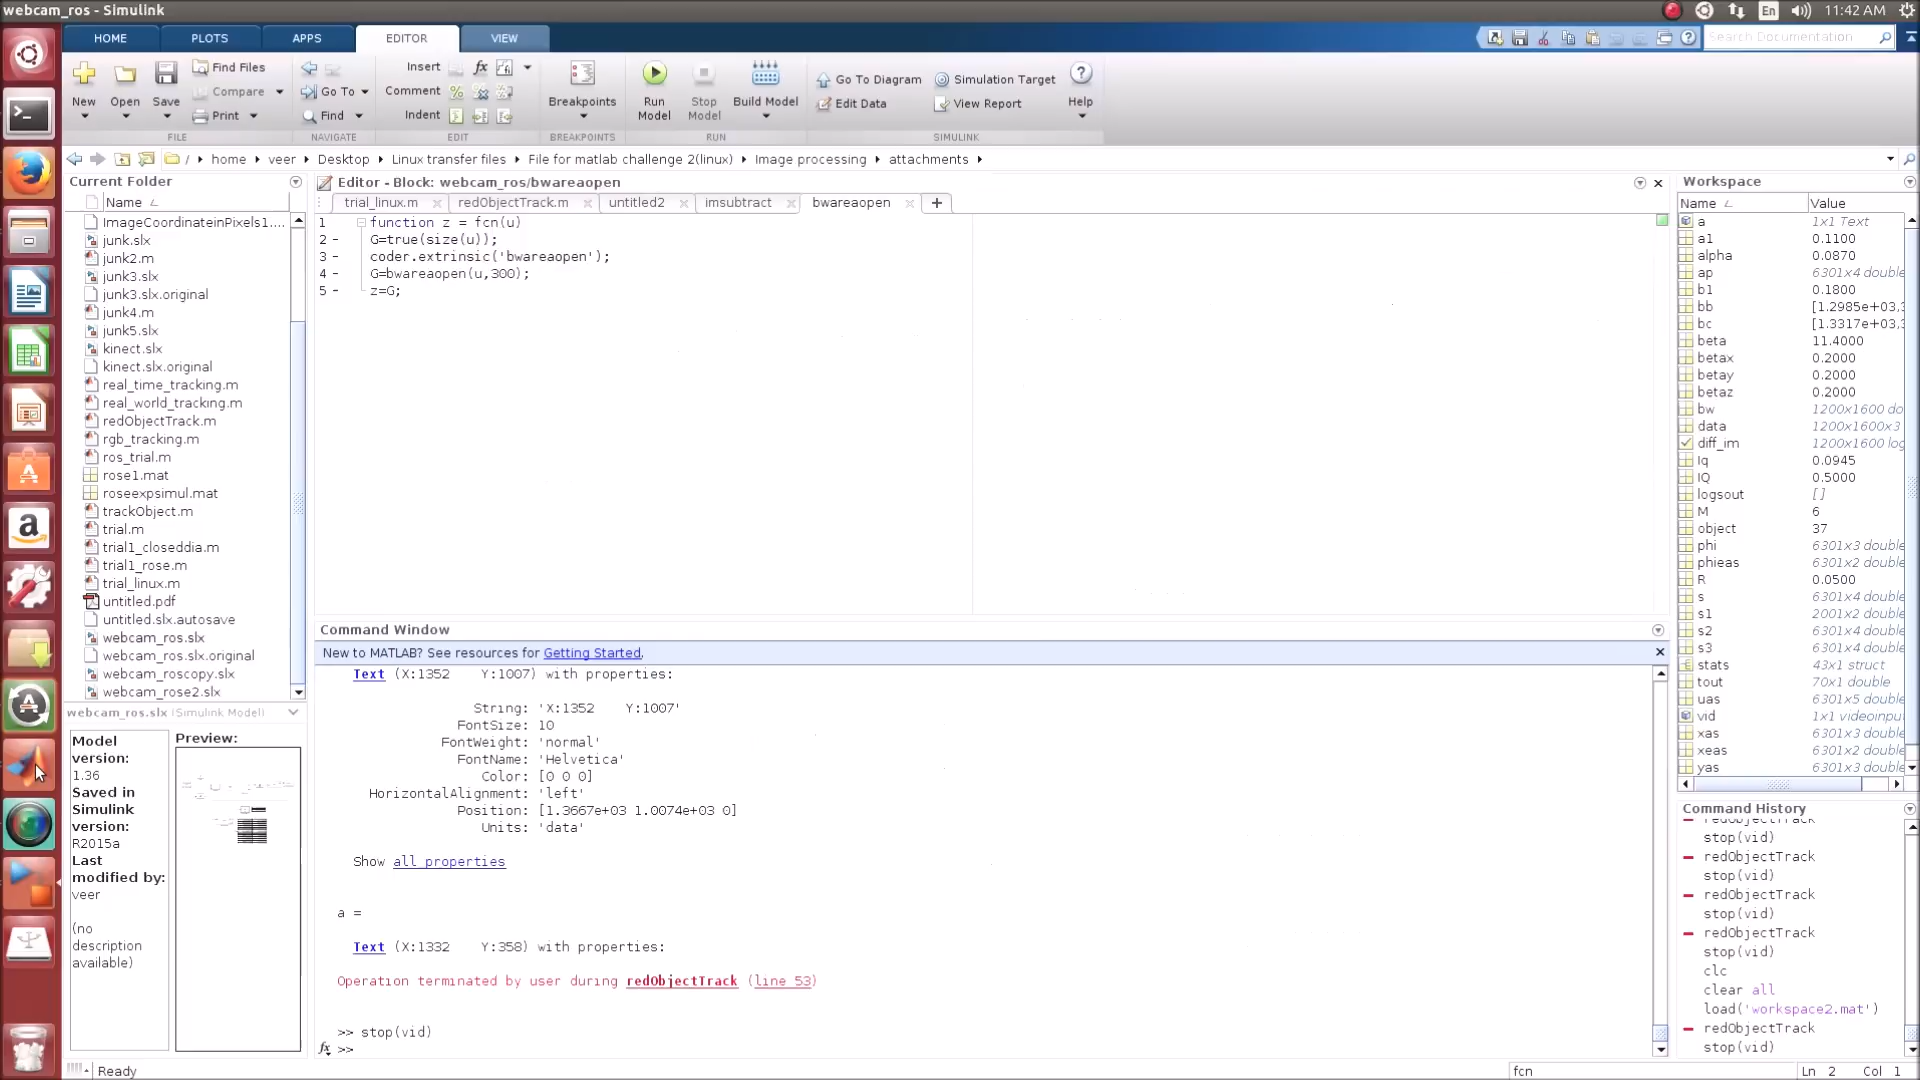 webcam_ros - Simulink
En
11:42 AM
HOME
PLOTS
APPS
EDITOR
VIEW
Search Documentation
New
Open
Save
Find Files
Compare
Print
FILE
Go To
Find
NAVIGATE
Insert
fx
Comment
Indent
EDIT
Breakpoints
BREAKPOINTS
Run Model
Stop Model
Build Model
RUN
Go To Diagram
Edit Data
Simulation Target
View Report
SIMULINK
Help
/ home veer Desktop Linux transfer files File for matlab challenge 2(linux) Image processing attachments
Current Folder
Name
ImageCoordinateinPixels1....
junk.slx
junk2.m
junk3.slx
junk3.slx.original
junk4.m
junk5.slx
kinect.slx
kinect.slx.original
real_time_tracking.m
real_world_tracking.m
redObjectTrack.m
rgb_tracking.m
ros_trial.m
rose1.mat
roseexpsimul.mat
trackObject.m
trial.m
trial1_closeddia.m
trial1_rose.m
trial_linux.m
untitled.pdf
untitled.slx.autosave
webcam_ros.slx
webcam_ros.slx.original
webcam_roscopy.slx
webcam_rose2.slx
webcam_ros.slx (Simulink Model)
Model version:
1.36
Saved in Simulink version:
R2015a
Last modified by:
veer
(no description available)
Preview:
Editor - Block: webcam_ros/bwareaopen
trial_linux.m
redObjectTrack.m
untitled2
imsubtract
bwareaopen
1 function z = fcn(u)
2 - G=true(size(u));
3 - coder.extrinsic('bwareaopen');
4 - G=bwareaopen(u,300);
5 - z=G;
Command Window
New to MATLAB? See resources for Getting Started.
Text (X:1352 Y:1007) with properties:
String: 'X:1352 Y:1007'
FontSize: 10
FontWeight: 'normal'
FontName: 'Helvetica'
Color: [0 0 0]
HorizontalAlignment: 'left'
Position: [1.3667e+03 1.0074e+03 0]
Units: 'data'
Show all properties
a =
Text (X:1332 Y:358) with properties:
Operation terminated by user during redObjectTrack (line 53)
>> stop(vid)
fx >>
Workspace
Name Value
a 1x1 Text
a1 0.1100
alpha 0.0870
ap 6301x4 double
b1 0.1800
bb [1.2985e+03,3
bc [1.3317e+03,3
beta 11.4000
betax 0.2000
betay 0.2000
betaz 0.2000
bw 1200x1600 do
data 1200x1600x3
diff_im 1200x1600 log
Iq 0.0945
IQ 0.5000
logsout []
M 6
object 37
phi 6301x3 double
phieas 6301x2 double
R 0.0500
s 6301x4 double
s1 2001x2 double
s2 6301x4 double
s3 6301x4 double
stats 43x1 struct
tout 70x1 double
uas 6301x5 double
vid 1x1 videoinpu
xas 6301x3 double
xeas 6301x2 double
yas 6301x3 double
Command History
redObjectTrack
stop(vid)
redObjectTrack
stop(vid)
redObjectTrack
stop(vid)
redObjectTrack
stop(vid)
clc
clear all
load('workspace2.mat')
redObjectTrack
stop(vid)
Ready
fcn
Ln 2 Col 1